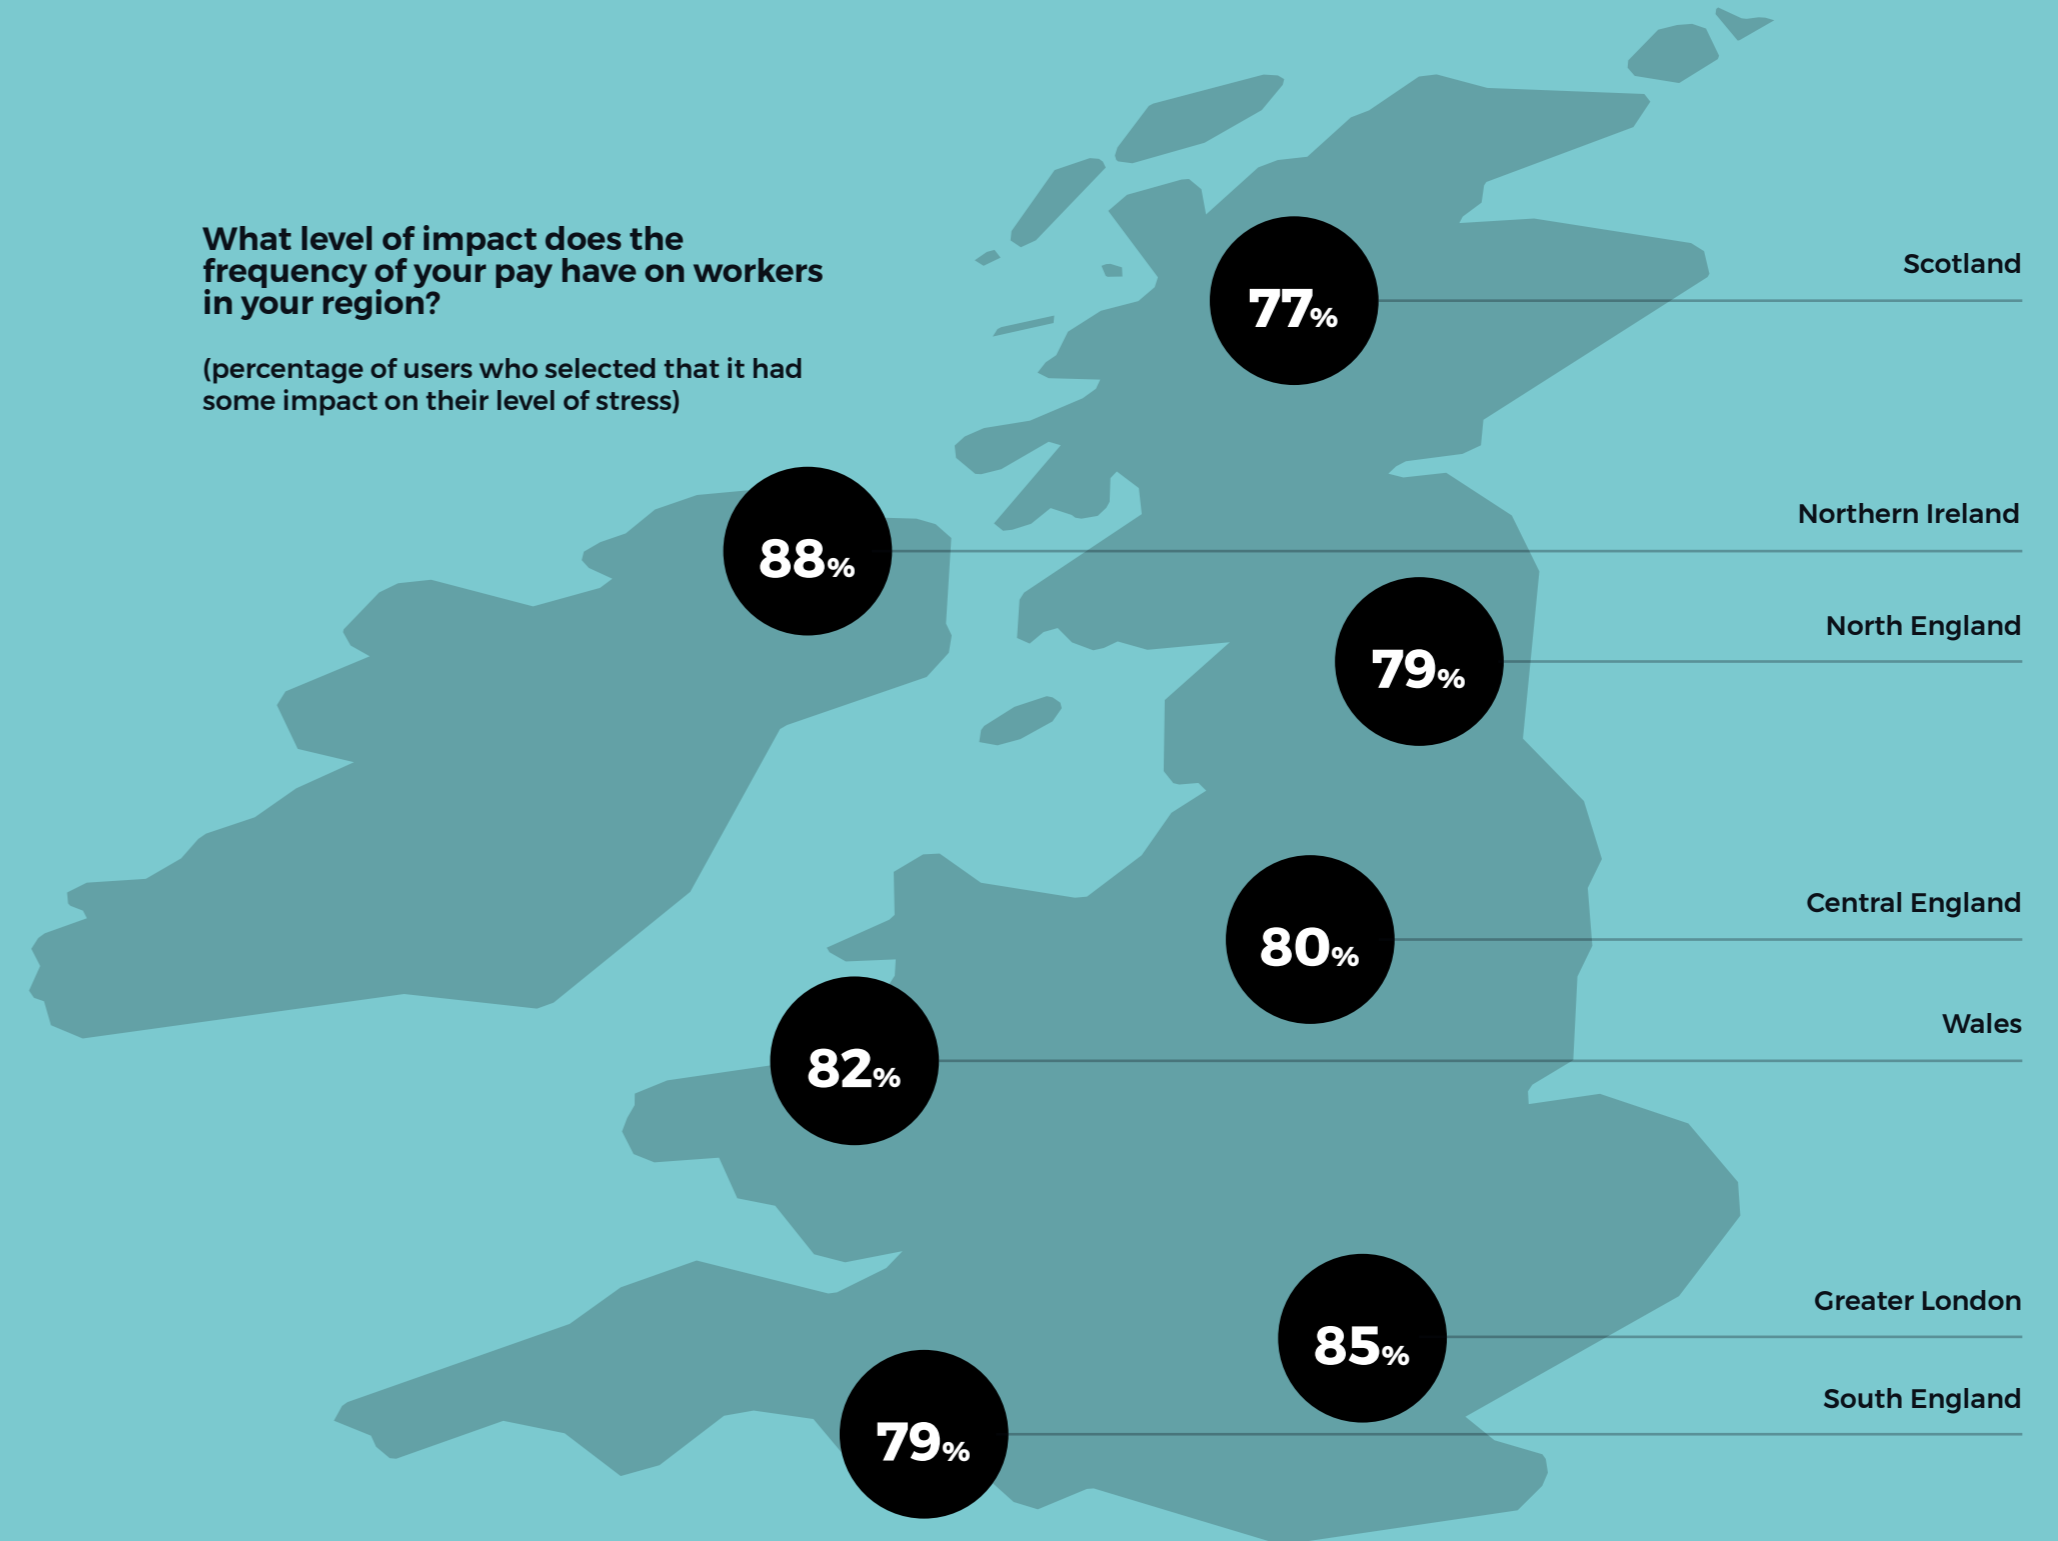 What level of impact does the
frequency of your pay have on workers
in your region?
(percentage of users who selected that it had
some impact on their level of stress)
Scotland
77%
Northern Ireland
88%
North England
79%
Central England
80%
Wales
82%
Greater London
85%
South England
79%